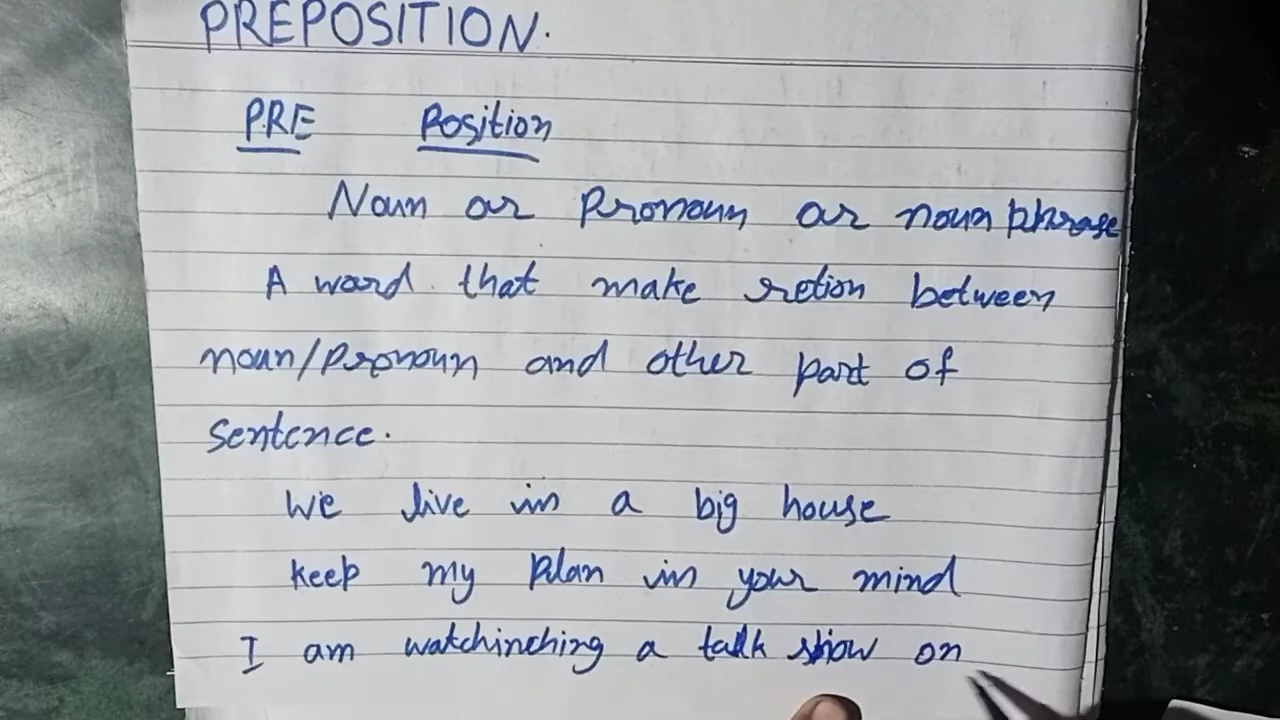 PREPOSITION.
PRE Position
Noun or Pronoun or noun phrase
A word that make retion between
noun/pronoun and other part of
sentence.
We live in a big house
keep my plan in your mind
I am watchinching a talk show on